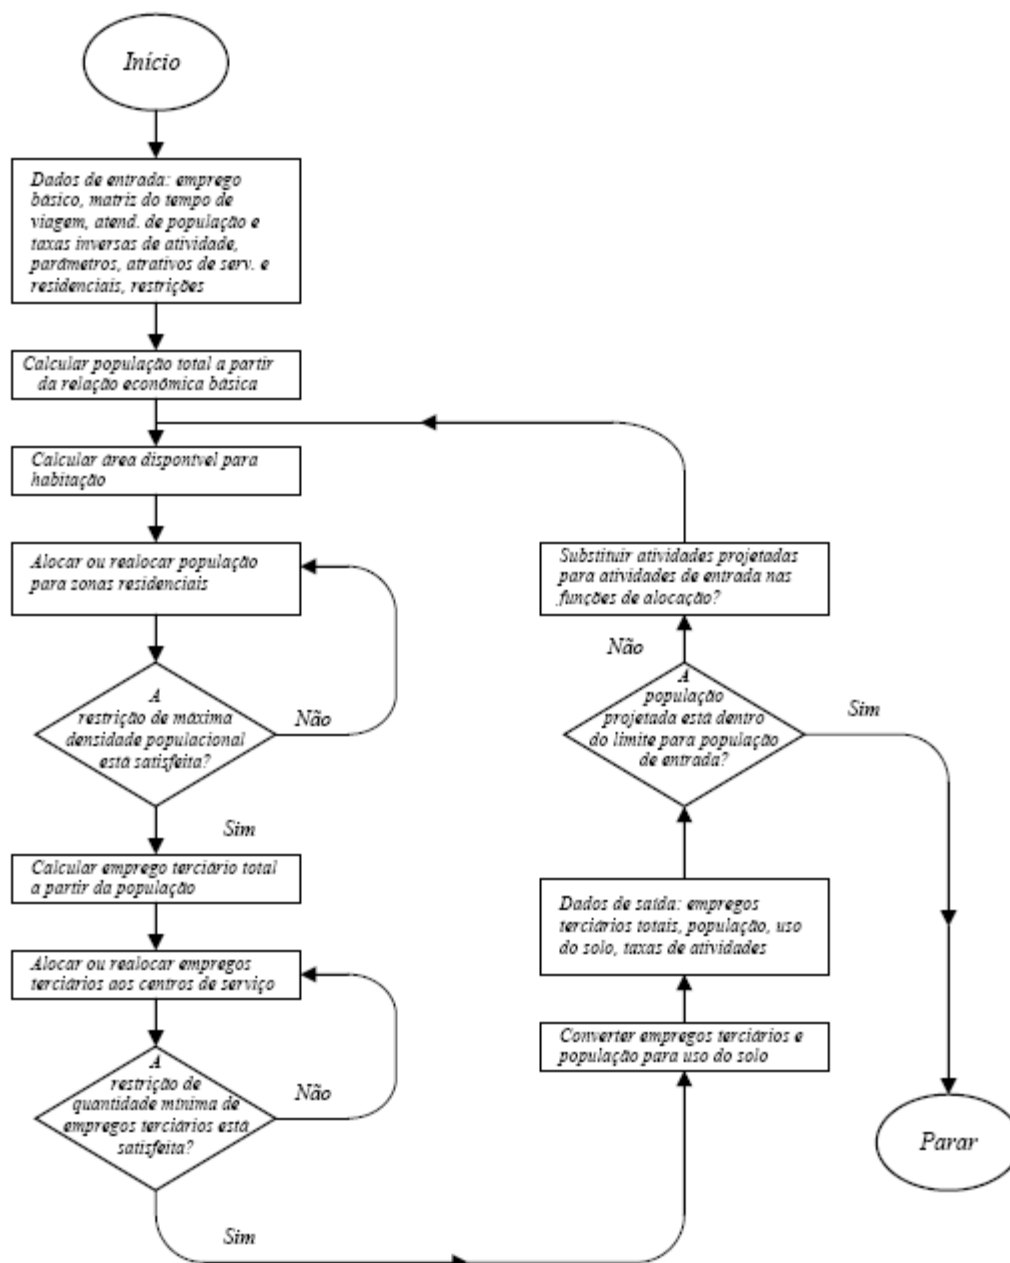 Início
Dados de entrada: emprego
básico, matriz do tempo de
viagem, atend. de população e
taxas inversas de atividade,
parâmetros, atrativos de serv. e
residenciais, restrições
Calcular população total a partir
da relação econômica básica
Calcular área disponível para
habitação
Alocar ou realocar população
para zonas residenciais
A
restrição de máxima
densidade populacional
está satisfeita?
Não
Sim
Calcular emprego terciário total
a partir da população
Alocar ou realocar empregos
terciários aos centros de serviço
A
restrição de
quantidade mínima de
empregos terciários está
satisfeita?
Não
Sim
Converter empregos terciários e
população para uso do solo
Dados de saída: empregos
terciários totais, população, uso
do solo, taxas de atividades
A
população
projetada está dentro
do limite para população
de entrada?
Não
Substituir atividades projetadas
para atividades de entrada nas
funções de alocação?
Sim
Parar